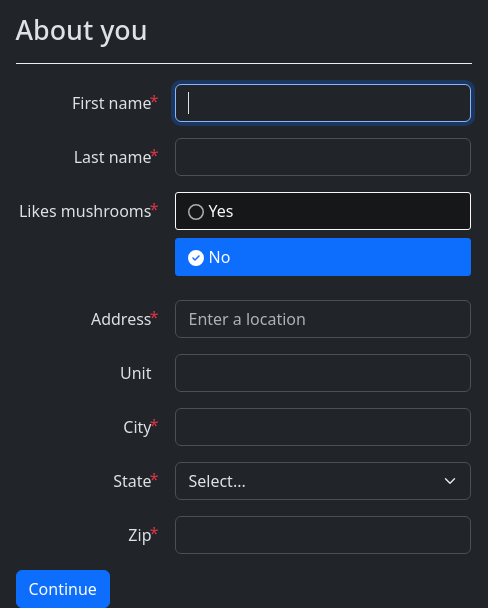 About you
First name*
Last name*
Likes mushrooms* Yes
No
Address* Enter a location
Unit
City*
State* Select...
Zip*
Continue